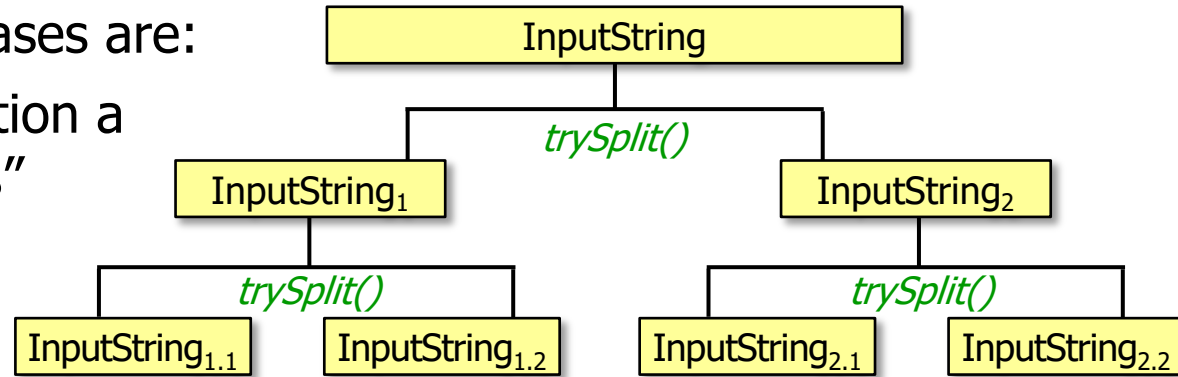 ases are:
tion a
InputString
trySplit()
InputString₁
InputString₂
trySplit()
trySplit()
InputString₁.₁
InputString₁.₂
InputString₂.₁
InputString₂.₂